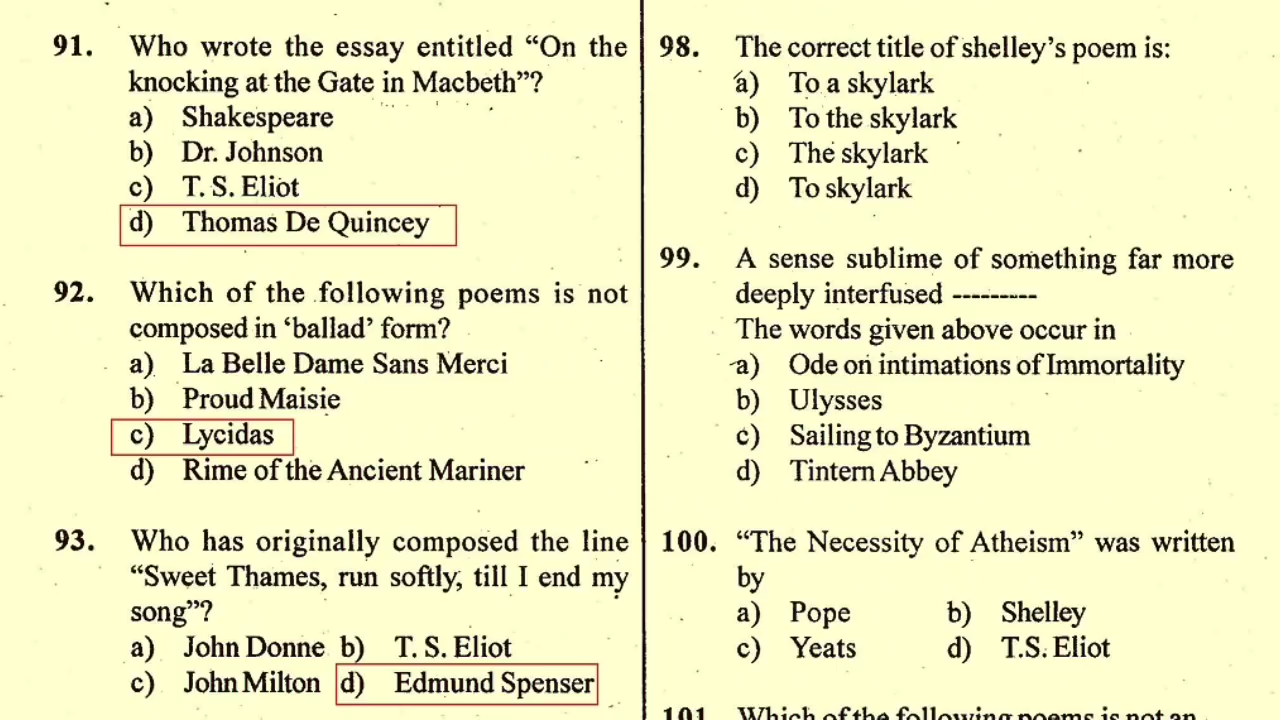 91. Who wrote the essay entitled “On the
knocking at the Gate in Macbeth”?
a) Shakespeare
b) Dr. Johnson
c) T. S. Eliot
d) Thomas De Quincey
92. Which of the following poems is not
composed in ‘ballad’ form?
a) La Belle Dame Sans Merci
b) Proud Maisie
c) Lycidas
d) Rime of the Ancient Mariner
93. Who has originally composed the line
“Sweet Thames, run softly, till I end my
song”?
a) John Donne b) T. S. Eliot
c) John Milton d) Edmund Spenser
98. The correct title of shelley’s poem is:
a) To a skylark
b) To the skylark
c) The skylark
d) To skylark
99. A sense sublime of something far more
deeply interfused ---------
The words given above occur in
a) Ode on intimations of Immortality
b) Ulysses
c) Sailing to Byzantium
d) Tintern Abbey
100. “The Necessity of Atheism” was written
by
a) Pope b) Shelley
c) Yeats d) T.S. Eliot
101. Which of the following poems is not an